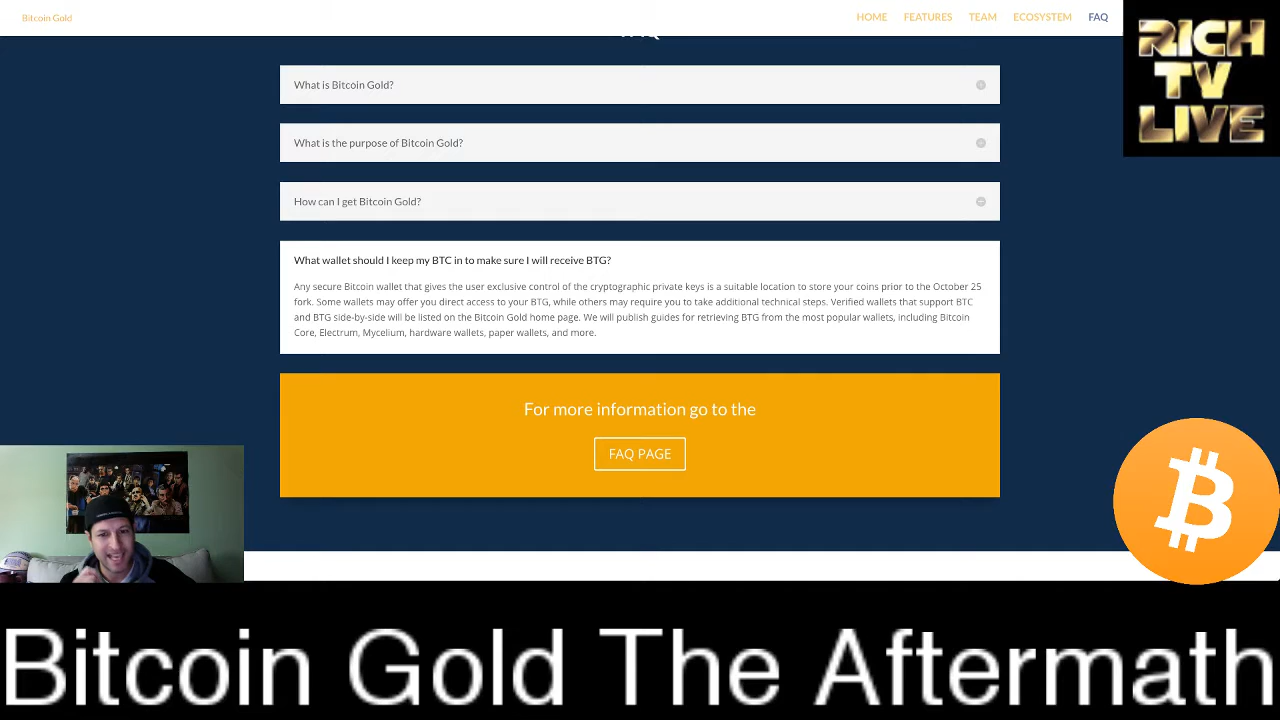 Bitcoin Gold
HOME FEATURES TEAM ECOSYSTEM FAQ
RICH
TV
LIVE
FAQ
What is Bitcoin Gold?
What is the purpose of Bitcoin Gold?
How can I get Bitcoin Gold?
What wallet should I keep my BTC in to make sure I will receive BTG?
Any secure Bitcoin wallet that gives the user exclusive control of the cryptographic private keys is a suitable location to store your coins prior to the October 25
fork. Some wallets may offer you direct access to your BTG, while others may require you to take additional technical steps. Verified wallets that support BTC
and BTG side-by-side will be listed on the Bitcoin Gold home page. We will publish guides for retrieving BTG from the most popular wallets, including Bitcoin
Core, Electrum, Mycelium, hardware wallets, paper wallets, and more.
For more information go to the
FAQ PAGE
Bitcoin Gold The Aftermath